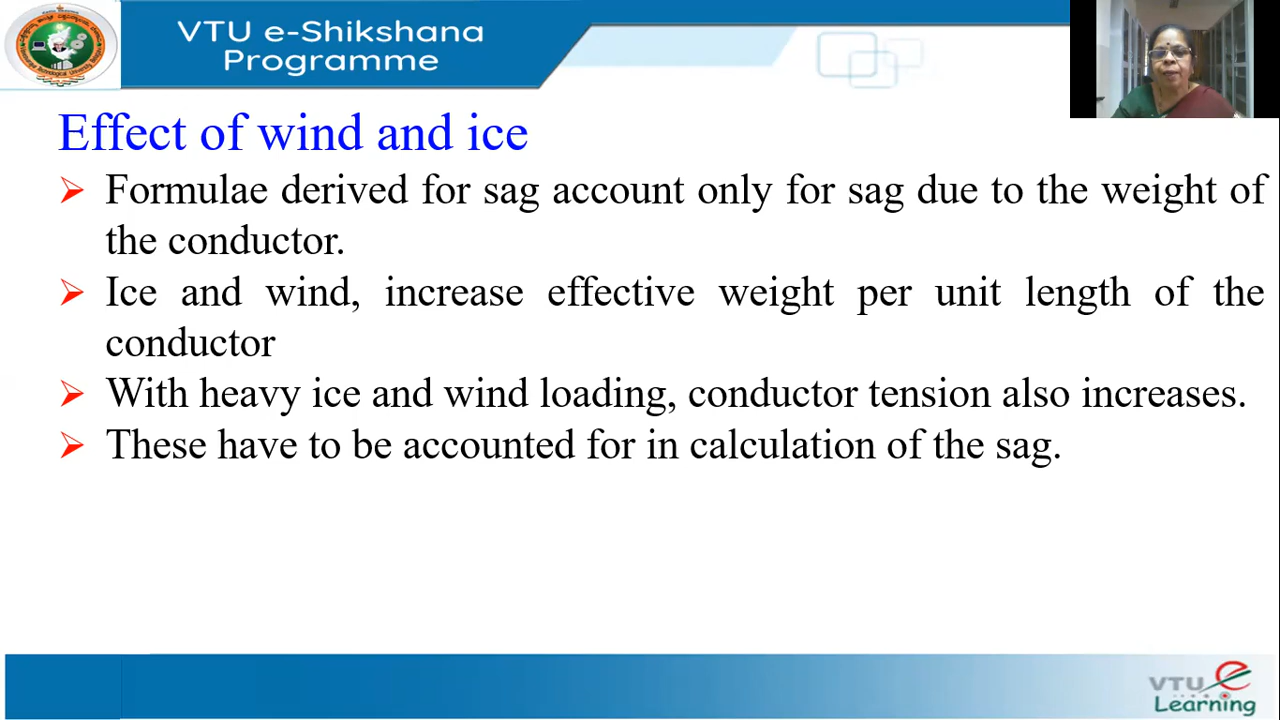 VTU e-Shikshana
Programme
Effect of wind and ice
Formulae derived for sag account only for sag due to the weight of
the conductor.
Ice and wind, increase effective weight per unit length of the
conductor
With heavy ice and wind loading, conductor tension also increases.
These have to be accounted for in calculation of the sag.
VTU e
Learning